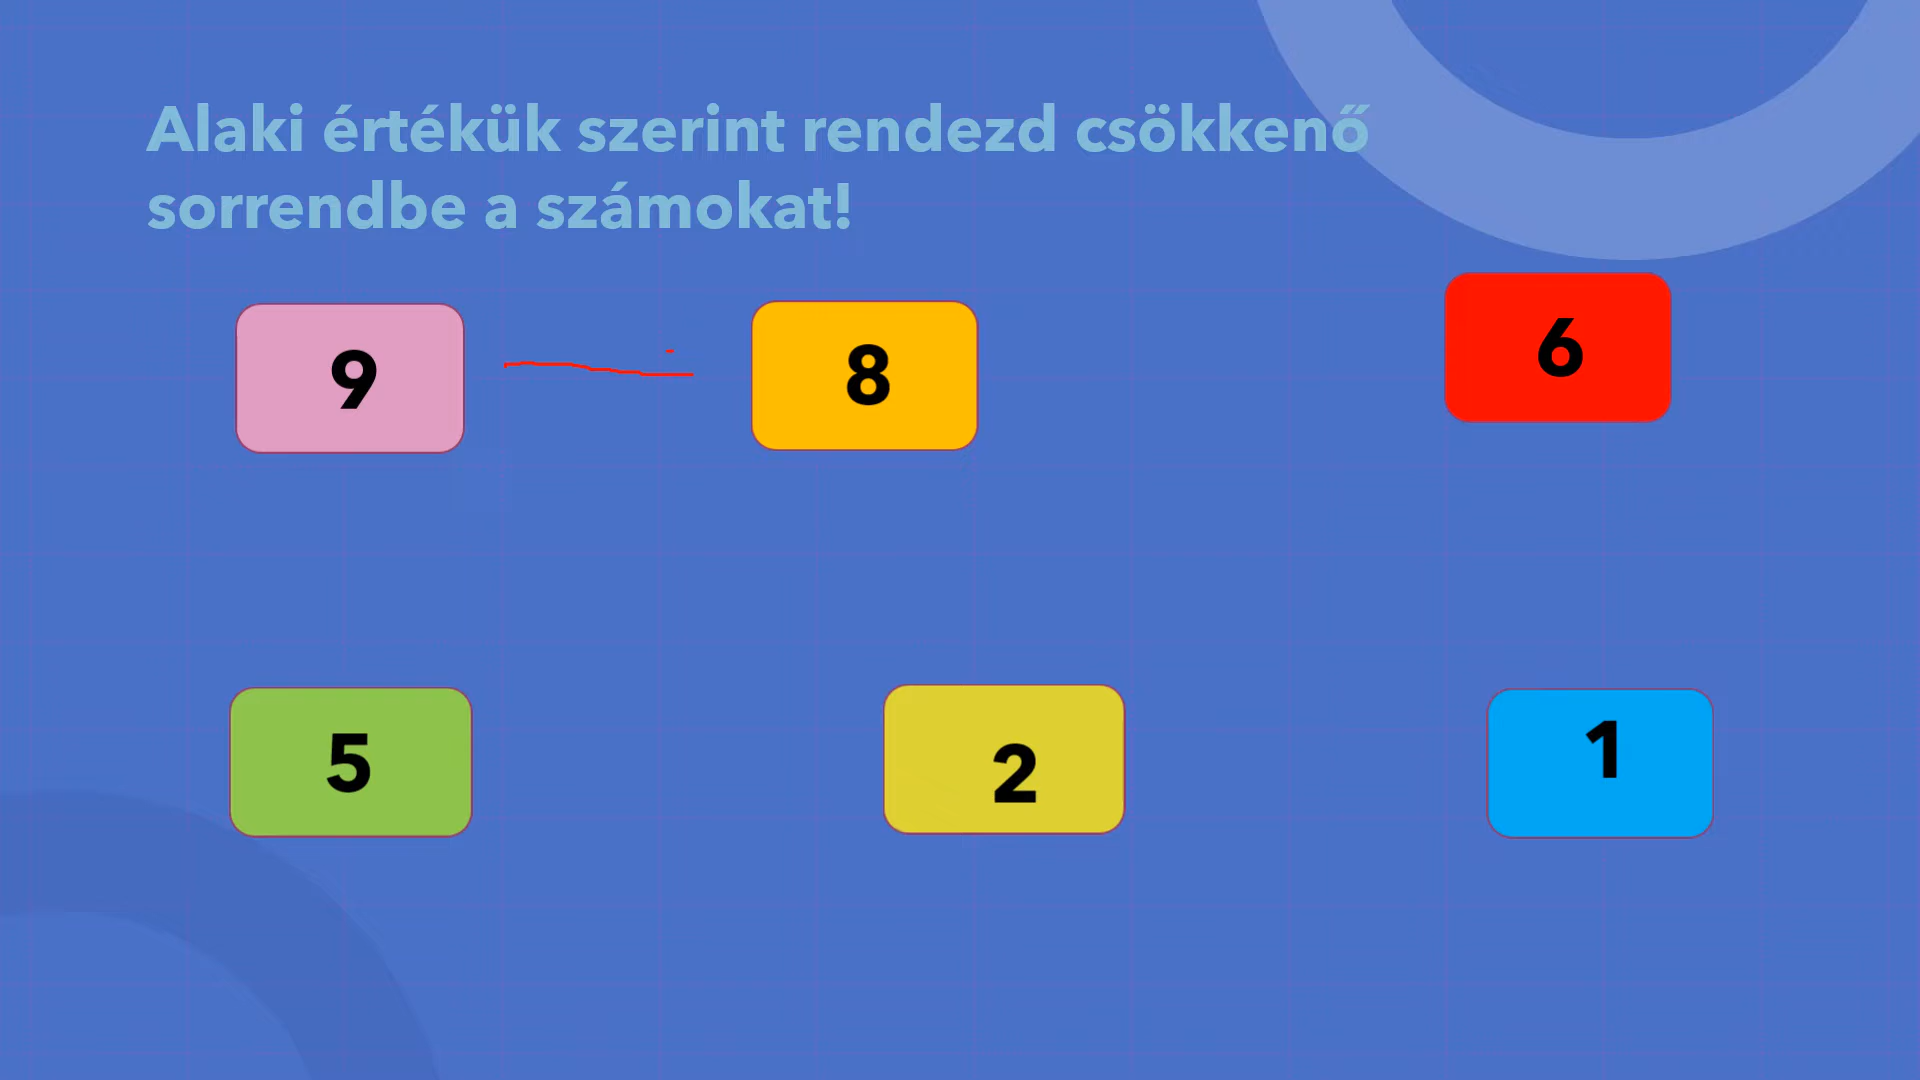 Alaki értékük szerint rendezd csökkenő
sorrendbe a számokat!
9 8 6
5 2 1